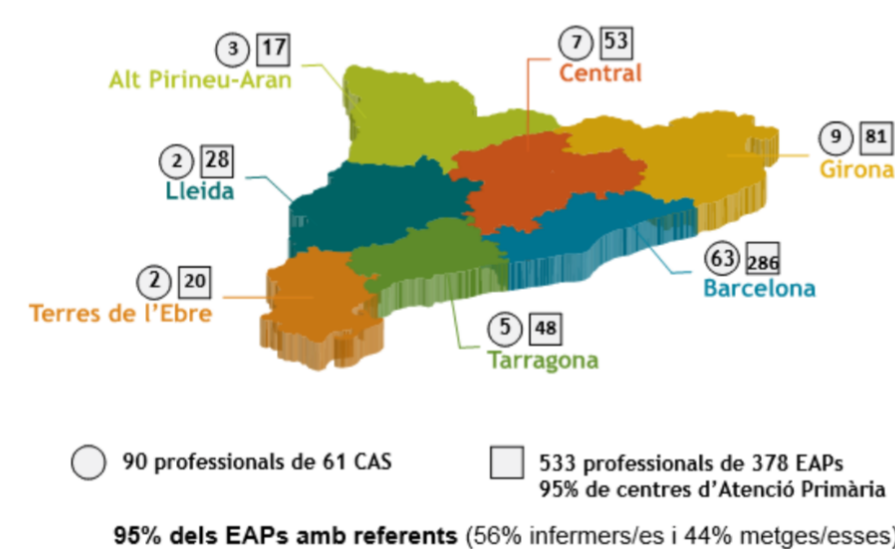 3 17
Alt Pirineu-Aran
7 53
Central
9 81
Girona
2 28
Lleida
63 286
Barcelona
2 20
Terres de l'Ebre
5 48
Tarragona
90 professionals de 61 CAS
533 professionals de 378 EAPs
95% de centres d'Atenció Primària
95% dels EAPs amb referents (56% infermers/es i 44% metges/esses)